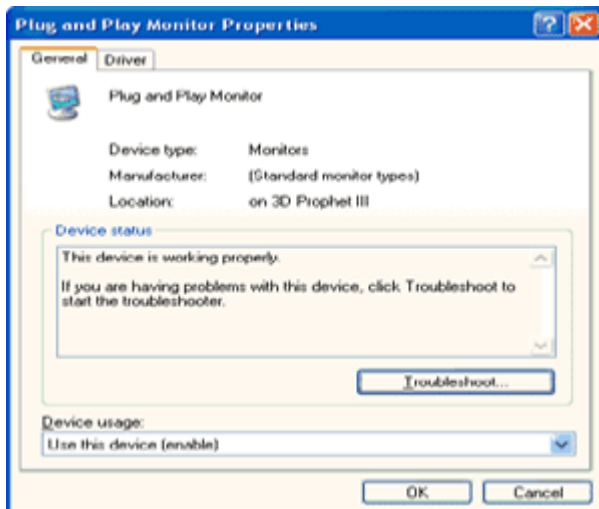 Plug and Play Monitor Properties
General Driver
Plug and Play Monitor
Device type: Monitors
Manufacturer: (Standard monitor types)
Location: on 3D Prophet III
Device status
This device is working properly.
If you are having problems with this device, click Troubleshoot to
start the troubleshooter.
Troubleshoot...
Device usage:
Use this device (enable)
OK Cancel